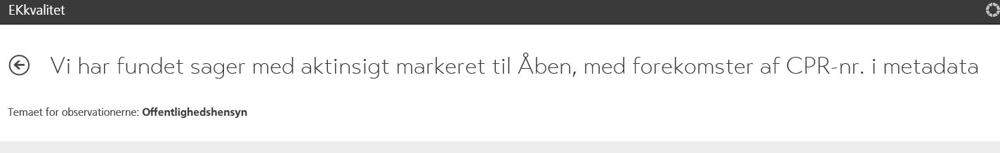 EKkvalitet
Vi har fundet sager med aktinsigt markeret til Åben, med forekomster af CPR-nr. i metadata
Temaet for observationerne: Offentlighedshensyn